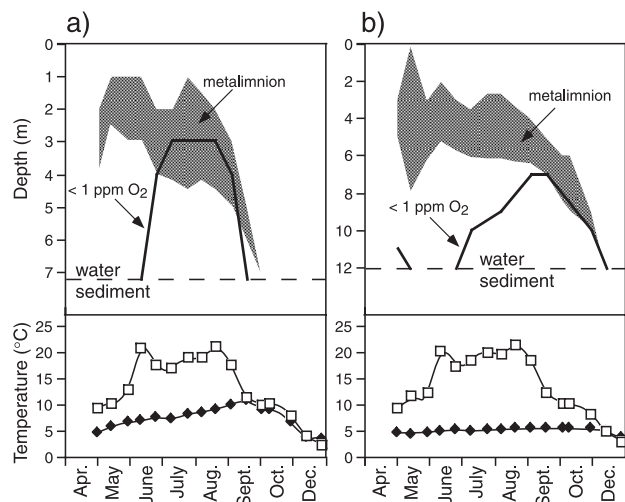 a)
b)
Depth (m)
0
1
2
3
4
5
6
7
metalimnion
< 1 ppm O2
water
sediment
0
2
4
6
8
10
12
metalimnion
< 1 ppm O2
water
sediment
Temperature (°C)
25
20
15
10
5
0
Apr.
May
June
July
Aug.
Sept.
Oct.
Dec.
25
20
15
10
5
0
Apr.
May
June
July
Aug.
Sept.
Oct.
Dec.